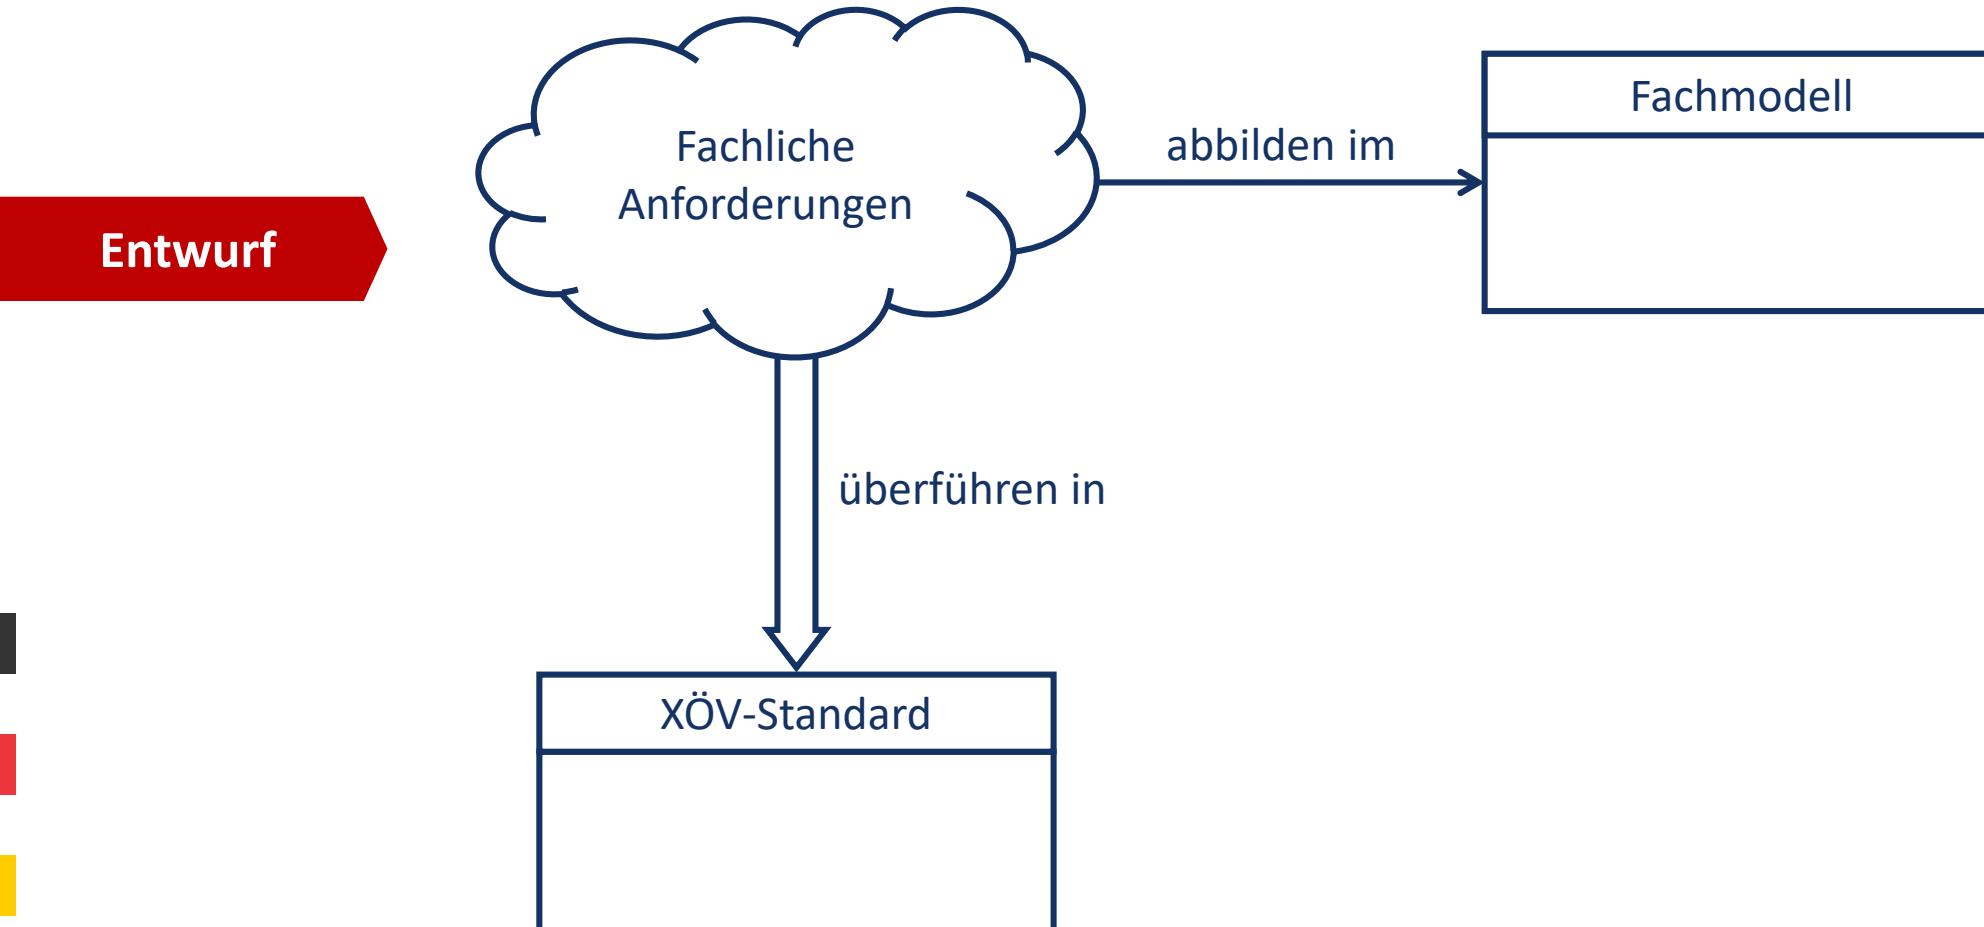 Fachmodell
Fachliche
Anforderungen
abbilden im
Entwurf
überführen in
XÖV-Standard